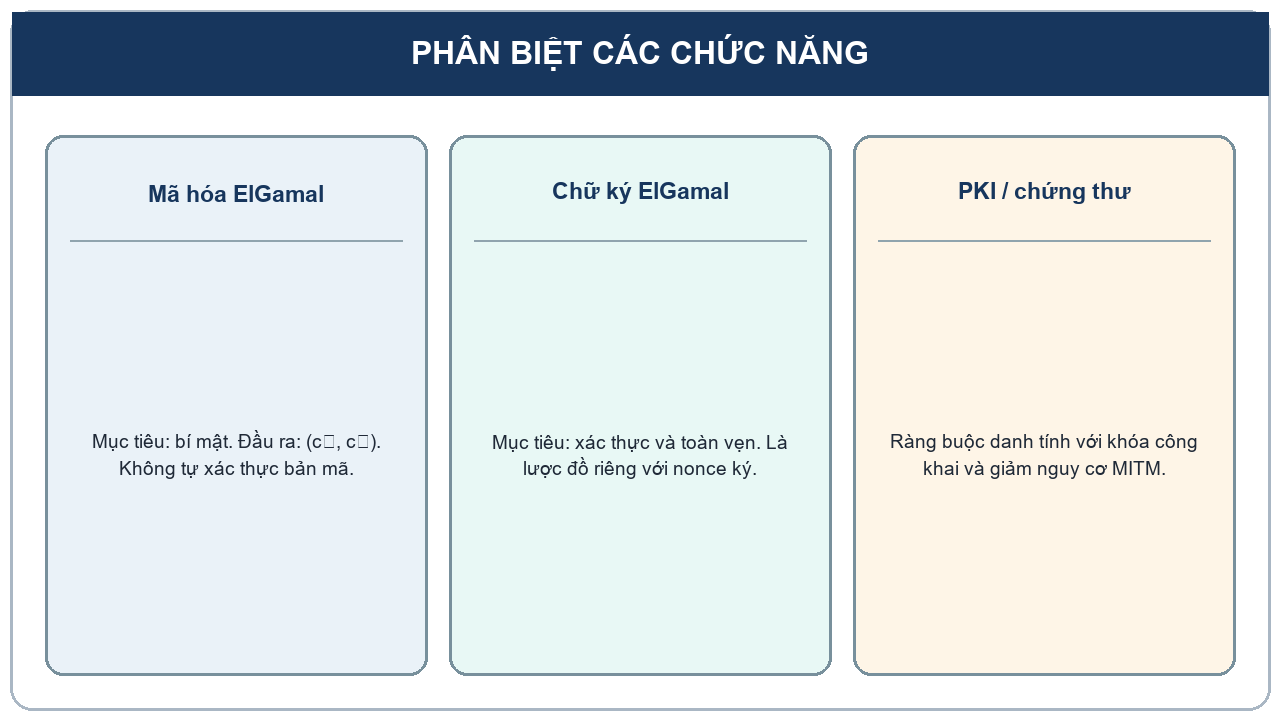 PHÂN BIỆT CÁC CHỨC NĂNG
Mã hóa ElGamal
Mục tiêu: bí mật. Đầu ra: (c□, c□).
Không tự xác thực bản mã.
Chữ ký ElGamal
Mục tiêu: xác thực và toàn vẹn. Là
lược đồ riêng với nonce ký.
PKI / chứng thư
Ràng buộc danh tính với khóa công
khai và giảm nguy cơ MITM.